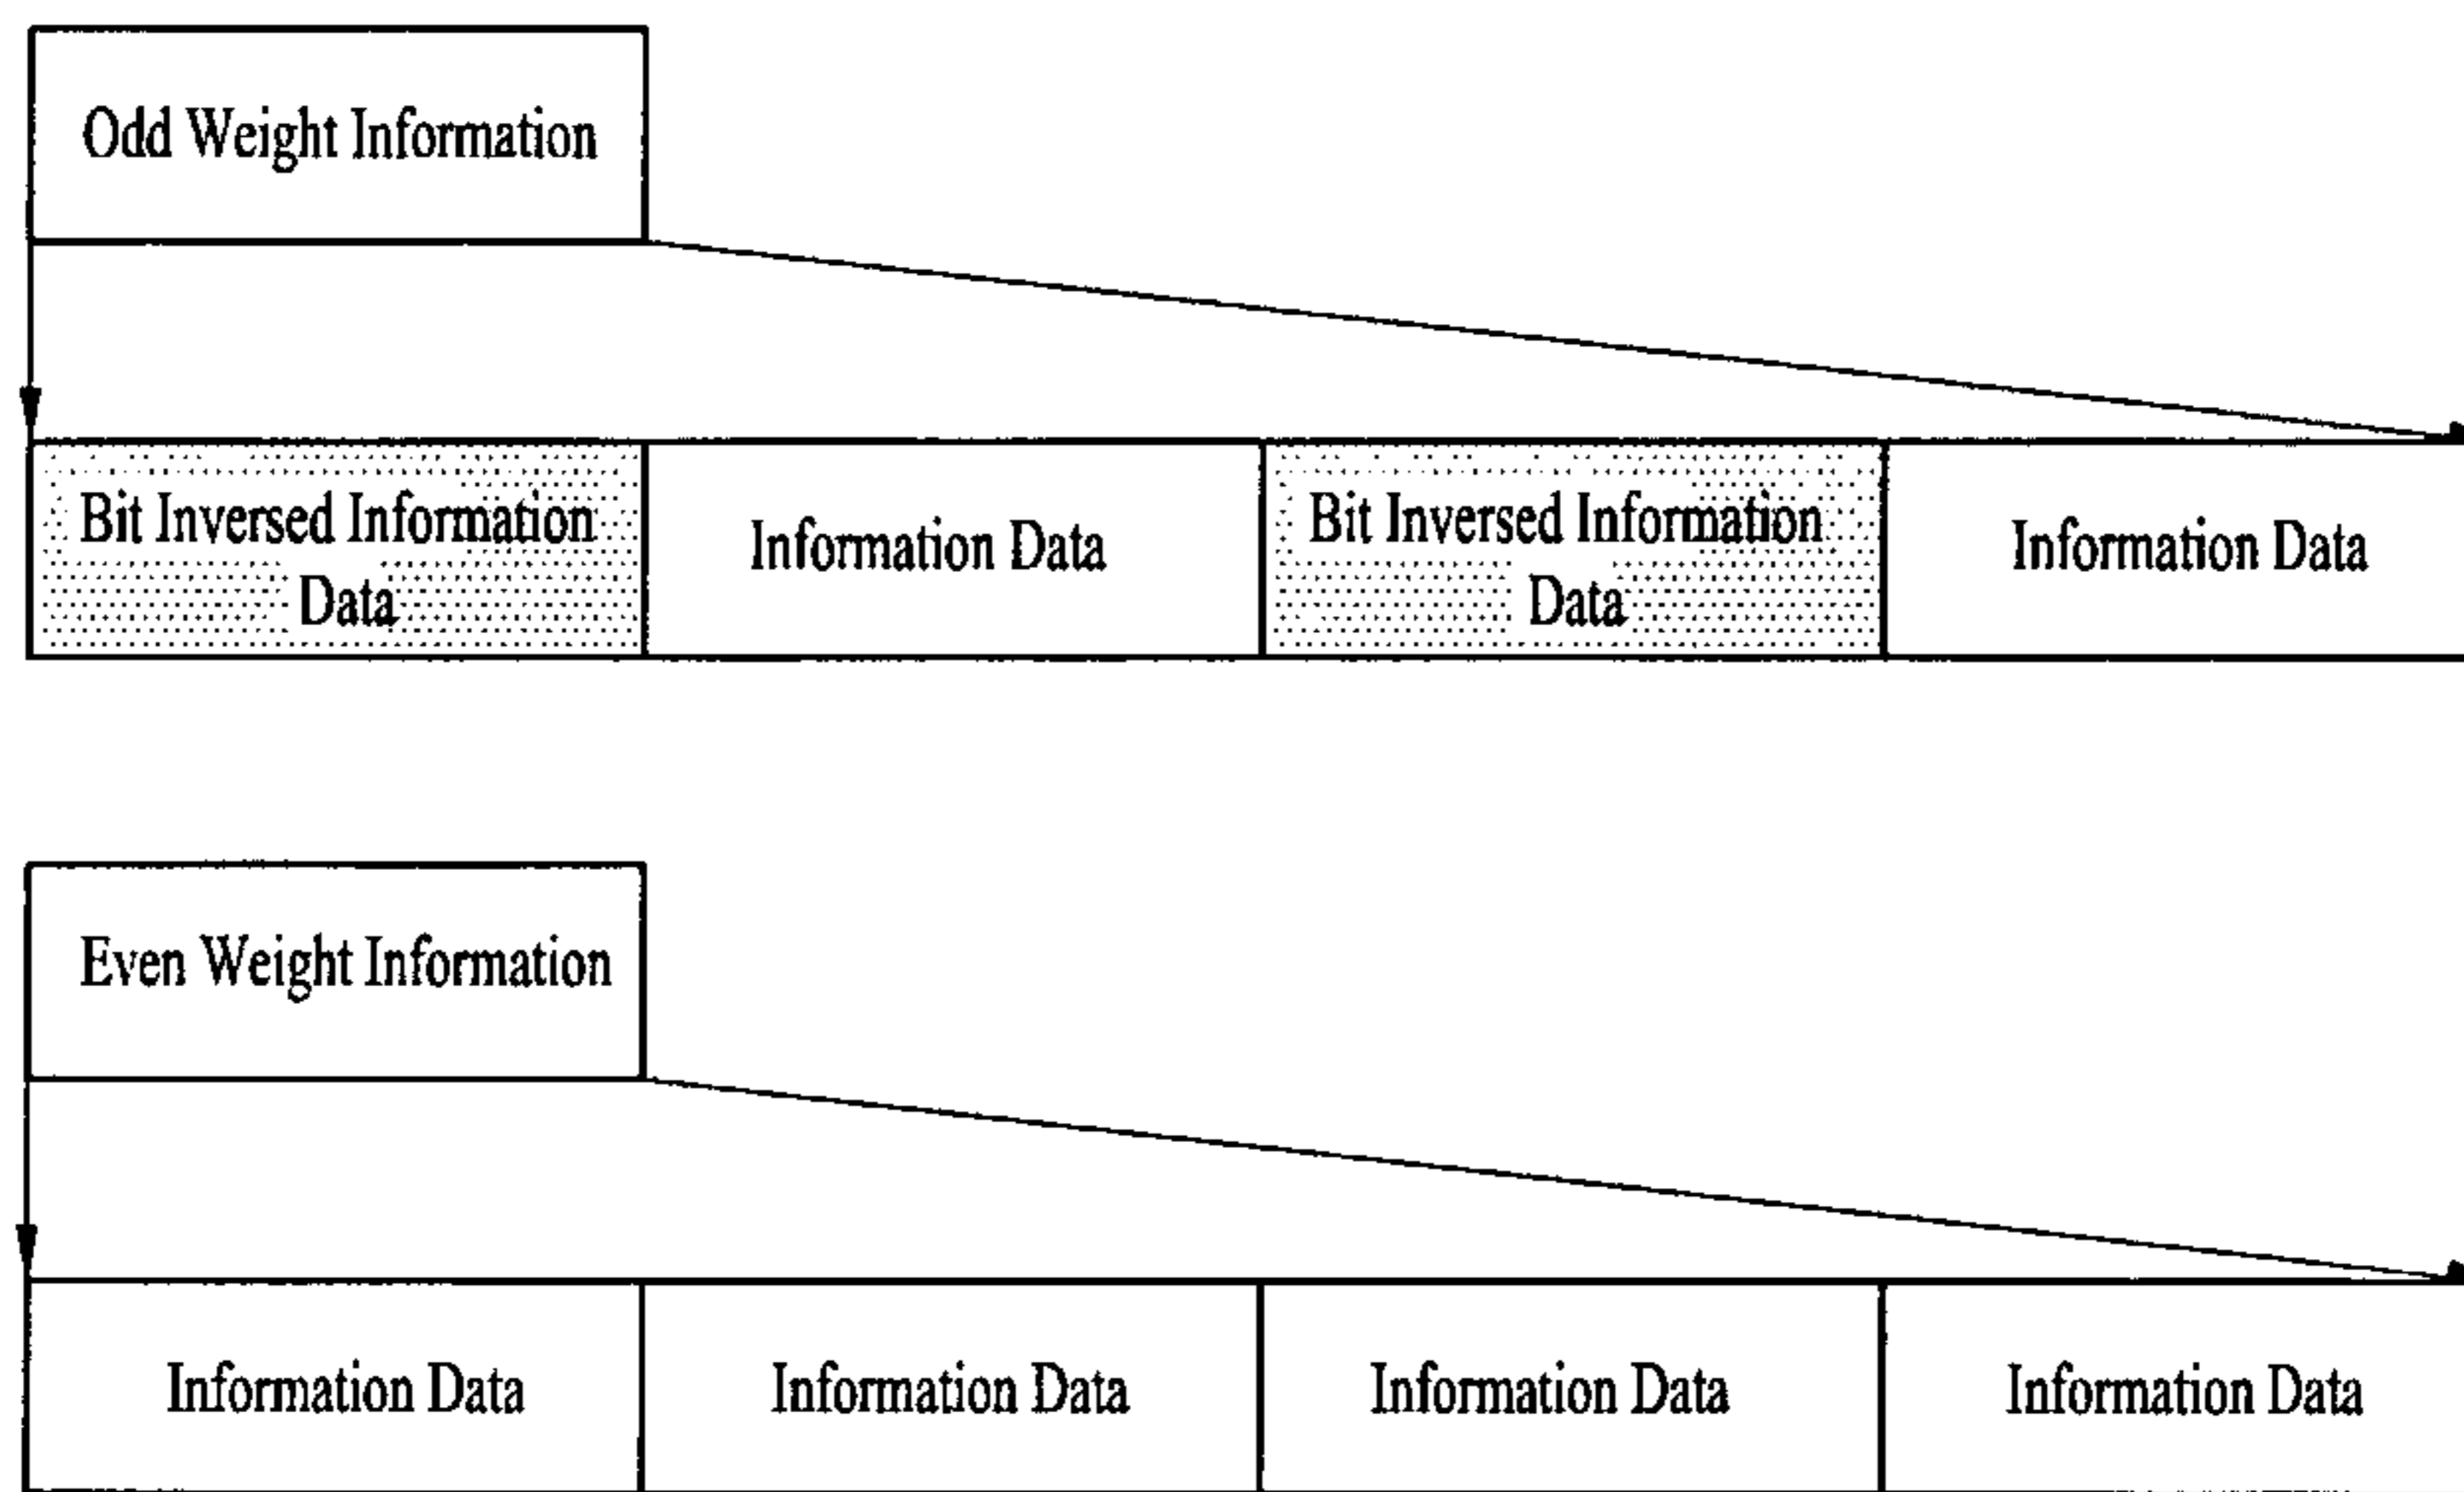 Odd Weight Information
Bit Inversed Information
Data
Information Data
Bit Inversed Information
Data
Information Data
Even Weight Information
Information Data
Information Data
Information Data
Information Data